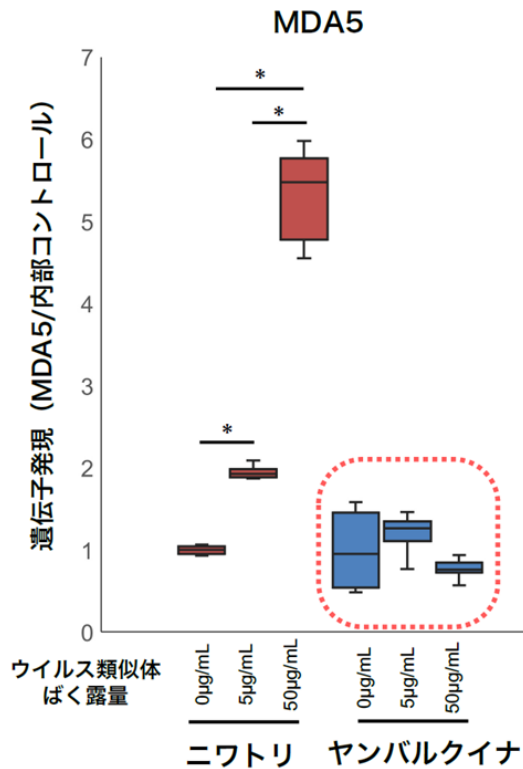 MDA5
遺伝子発現（MDA5/内部コントロール）
7
6
5
4
3
2
1
0
*
*
*
ウイルス類似体
ばく露量
0µg/mL
5µg/mL
50µg/mL
0µg/mL
5µg/mL
50µg/mL
ニワトリ
ヤンバルクイナ